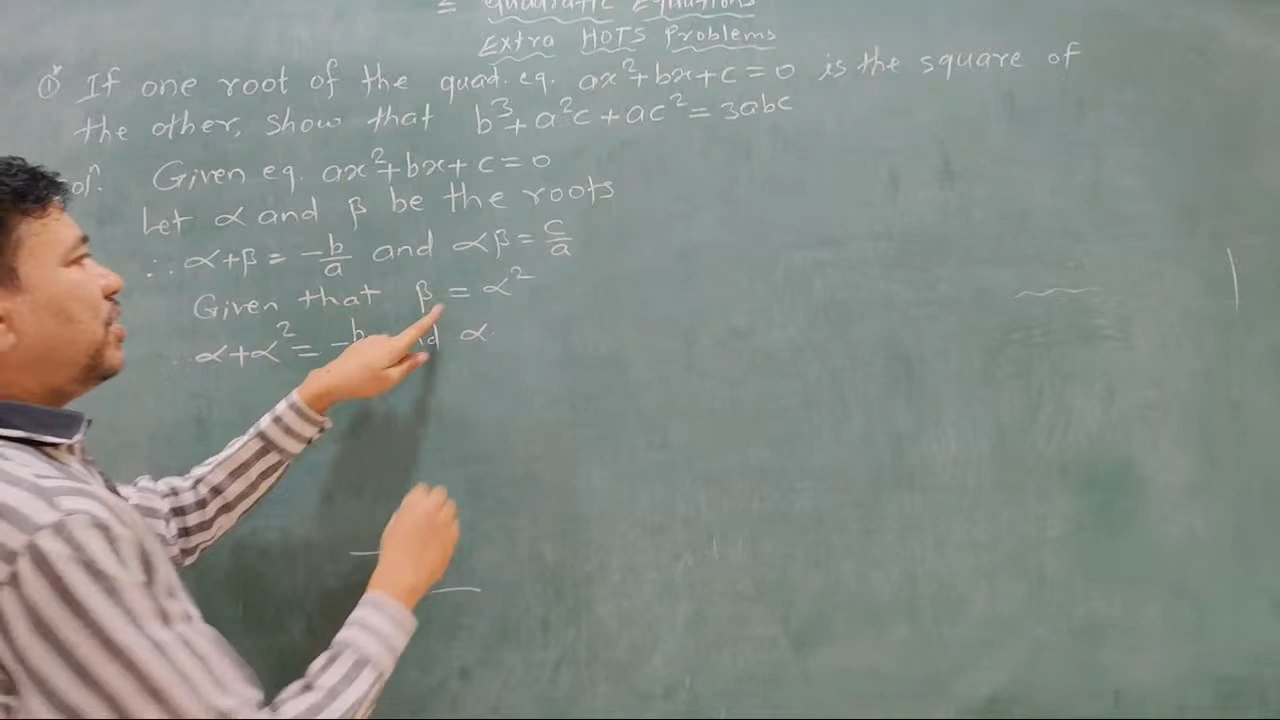 = Quadratic Equations
Extra HOTS Problems
①* If one root of the quad. eq. ax²+bx+c=0 is the square of
the other, show that b³+a²c+ac²=3abc
Given eq. ax²+bx+c=0
Let α and β be the roots
∴ α+β = -b/a and αβ = c/a
Given that β = α²
α+α² = -b α